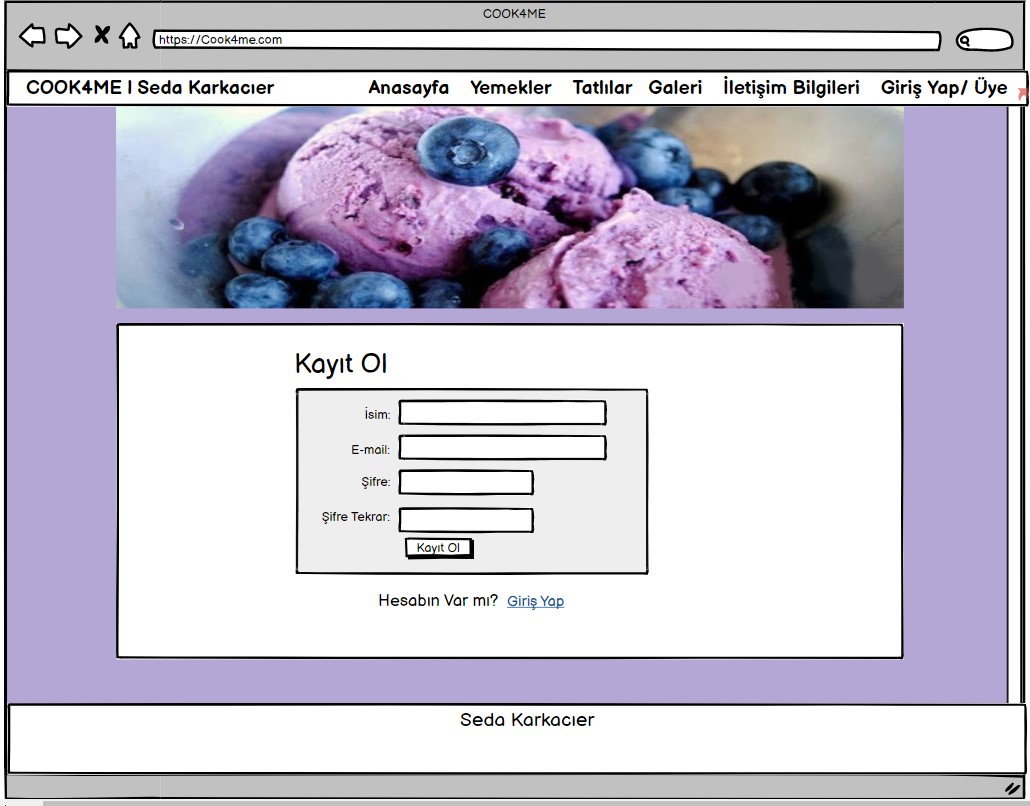 COOK4ME
https://Cook4me.com
COOK4ME | Seda Karkacıer Anasayfa Yemekler Tatlılar Galeri İletişim Bilgileri Giriş Yap/ Üye
Kayıt Ol
İsim:
E-mail:
Şifre:
Şifre Tekrar:
Kayıt Ol
Hesabın Var mı? Giriş Yap
Seda Karkacıer